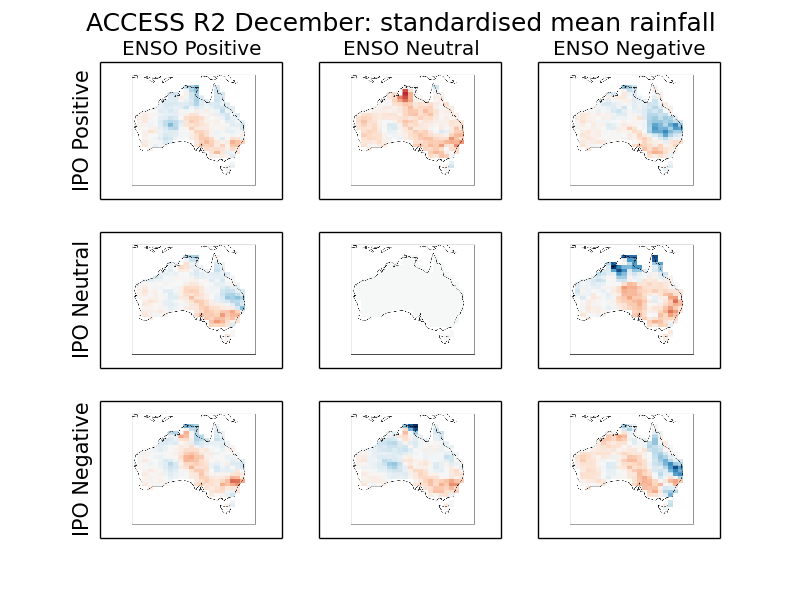 ACCESS R2 December: standardised mean rainfall
ENSO Positive
ENSO Neutral
ENSO Negative
IPO Positive
IPO Neutral
IPO Negative